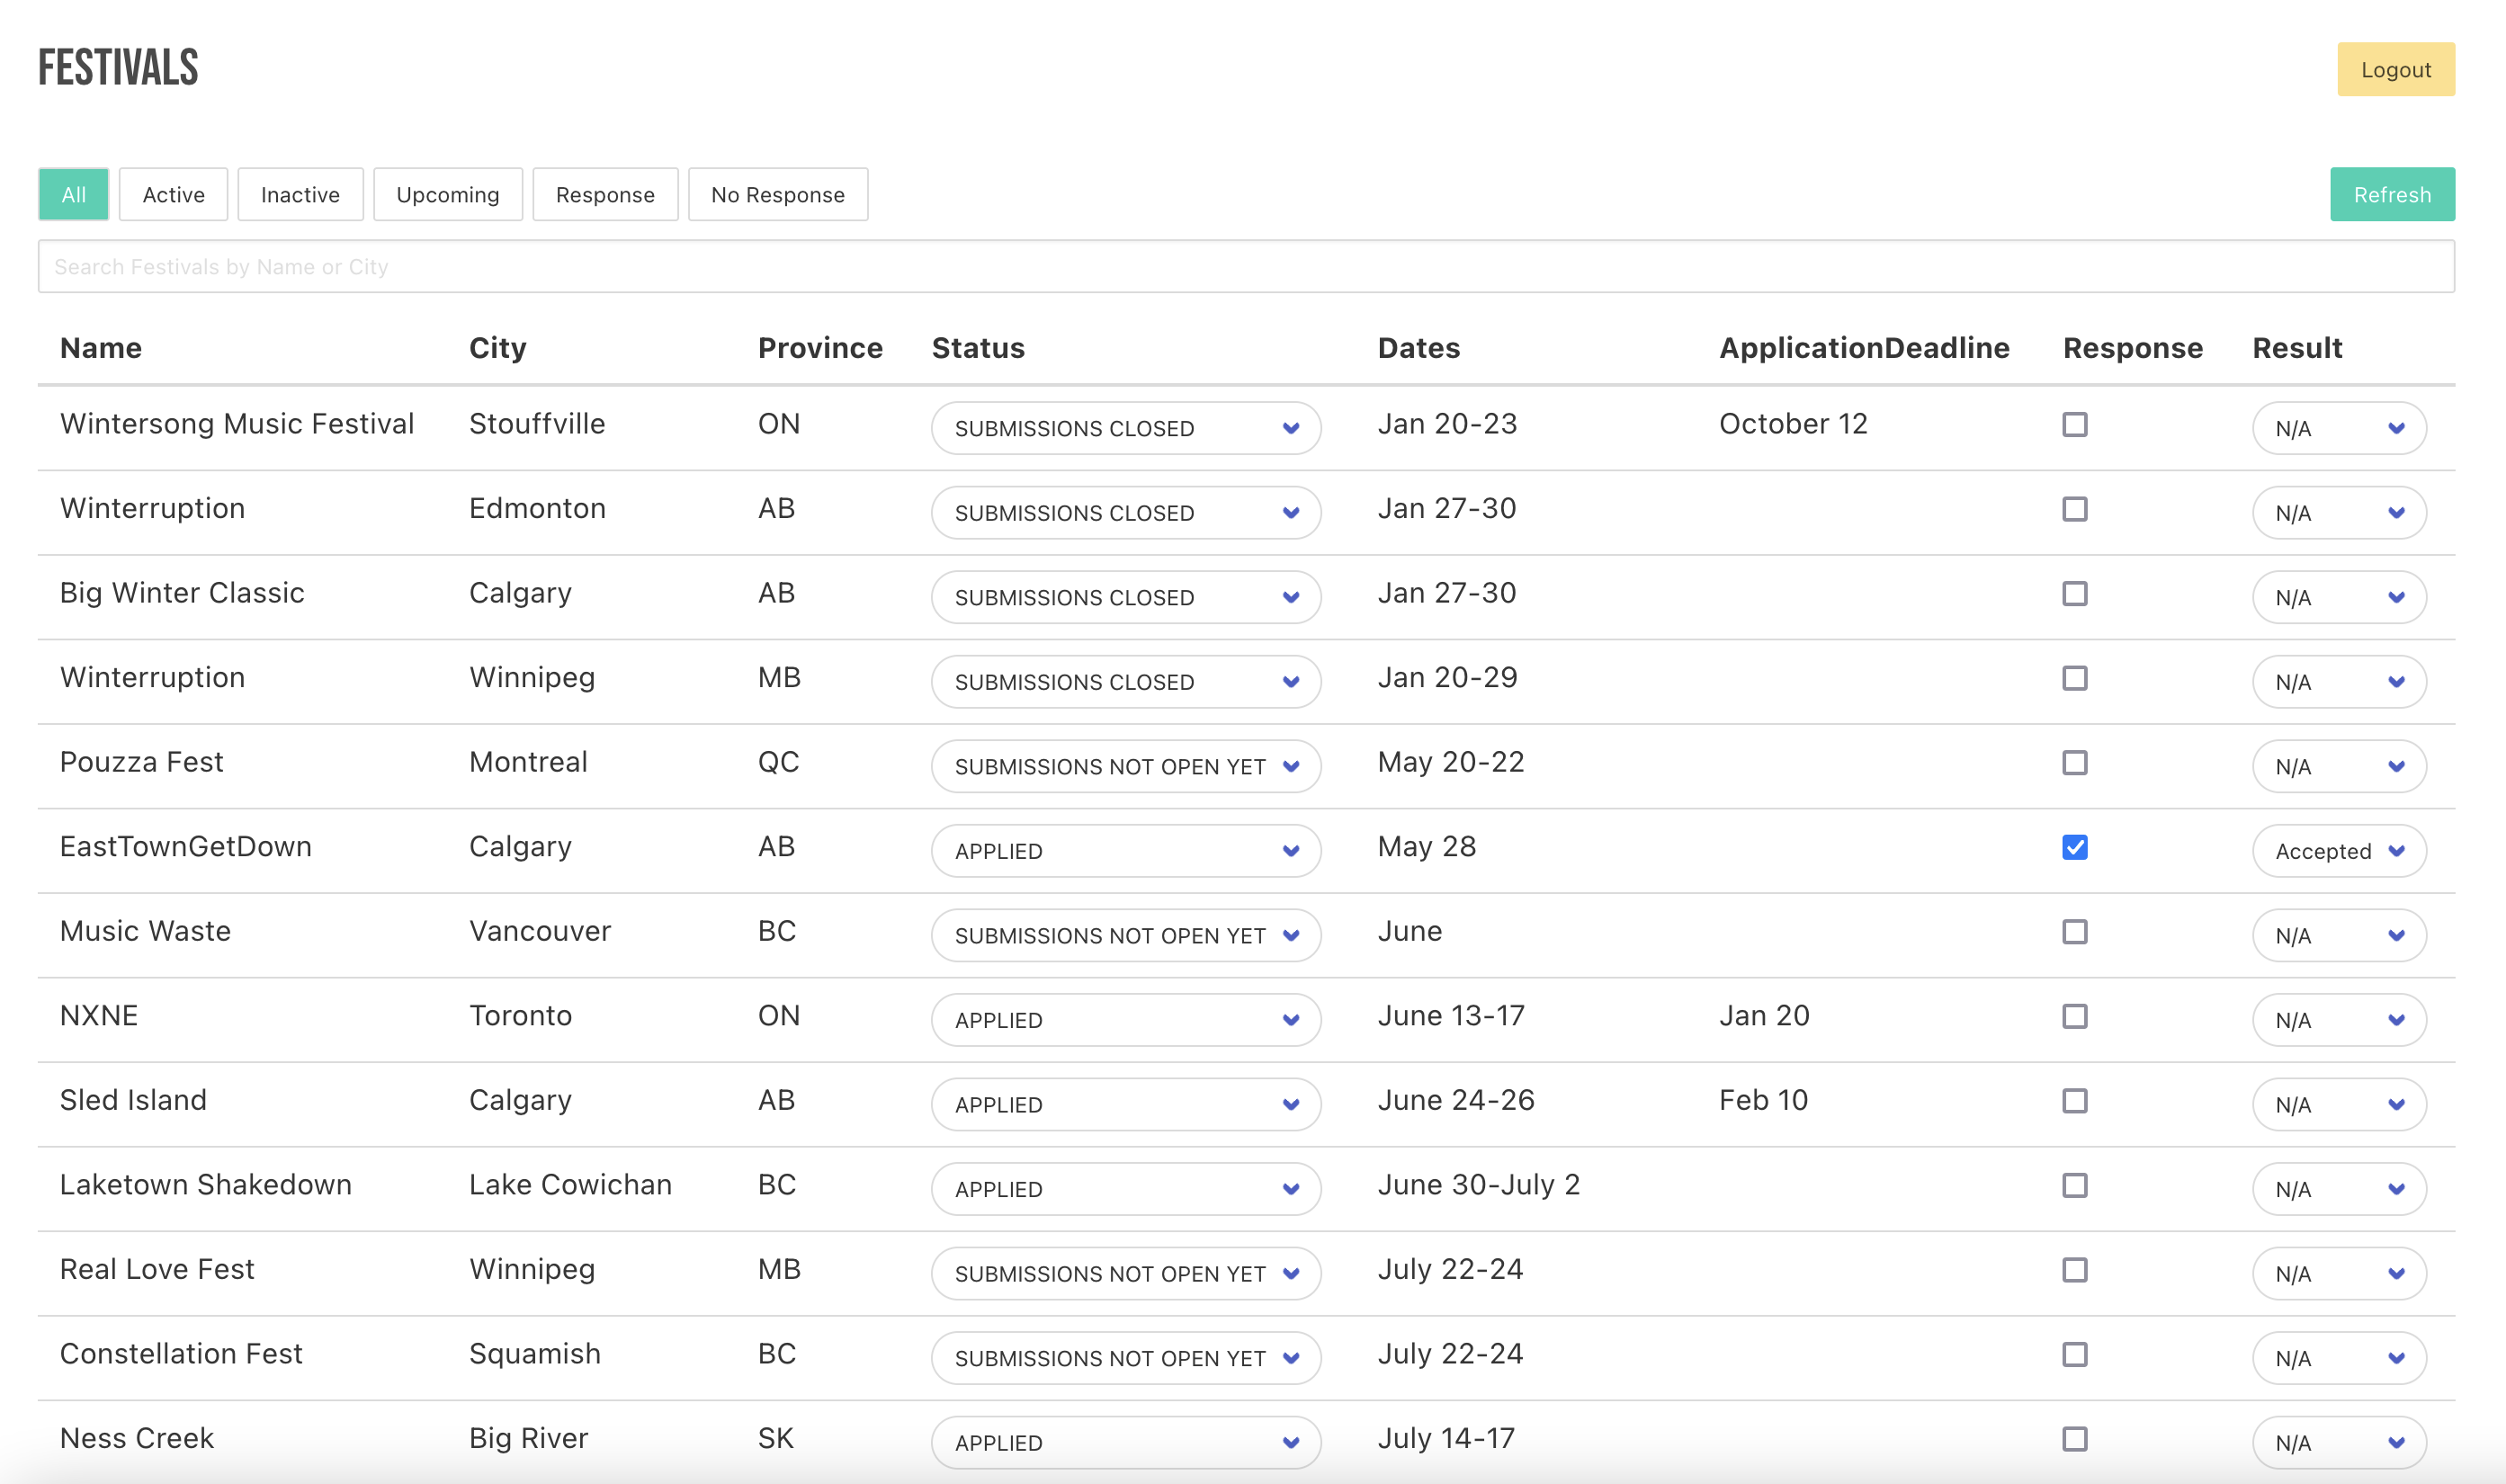 FESTIVALS
Logout
All Active Inactive Upcoming Response No Response Refresh
Search Festivals by Name or City
Name City Province Status Dates ApplicationDeadline Response Result
Wintersong Music Festival Stouffville ON SUBMISSIONS CLOSED Jan 20-23 October 12 N/A
Winterruption Edmonton AB SUBMISSIONS CLOSED Jan 27-30 N/A
Big Winter Classic Calgary AB SUBMISSIONS CLOSED Jan 27-30 N/A
Winterruption Winnipeg MB SUBMISSIONS CLOSED Jan 20-29 N/A
Pouzza Fest Montreal QC SUBMISSIONS NOT OPEN YET May 20-22 N/A
EastTownGetDown Calgary AB APPLIED May 28 Accepted
Music Waste Vancouver BC SUBMISSIONS NOT OPEN YET June N/A
NXNE Toronto ON APPLIED June 13-17 Jan 20 N/A
Sled Island Calgary AB APPLIED June 24-26 Feb 10 N/A
Laketown Shakedown Lake Cowichan BC APPLIED June 30-July 2 N/A
Real Love Fest Winnipeg MB SUBMISSIONS NOT OPEN YET July 22-24 N/A
Constellation Fest Squamish BC SUBMISSIONS NOT OPEN YET July 22-24 N/A
Ness Creek Big River SK APPLIED July 14-17 N/A